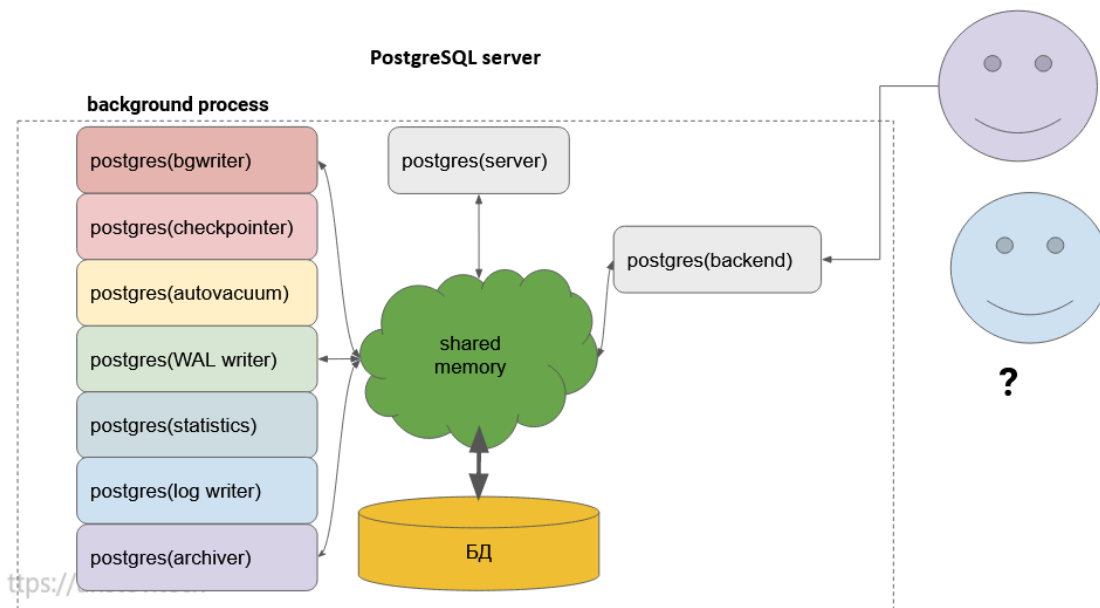 PostgreSQL server
background process
postgres(bgwriter)
postgres(checkpointer)
postgres(autovacuum)
postgres(WAL writer)
postgres(statistics)
postgres(log writer)
postgres(archiver)
postgres(server)
postgres(backend)
shared
memory
БД
?
ttps://